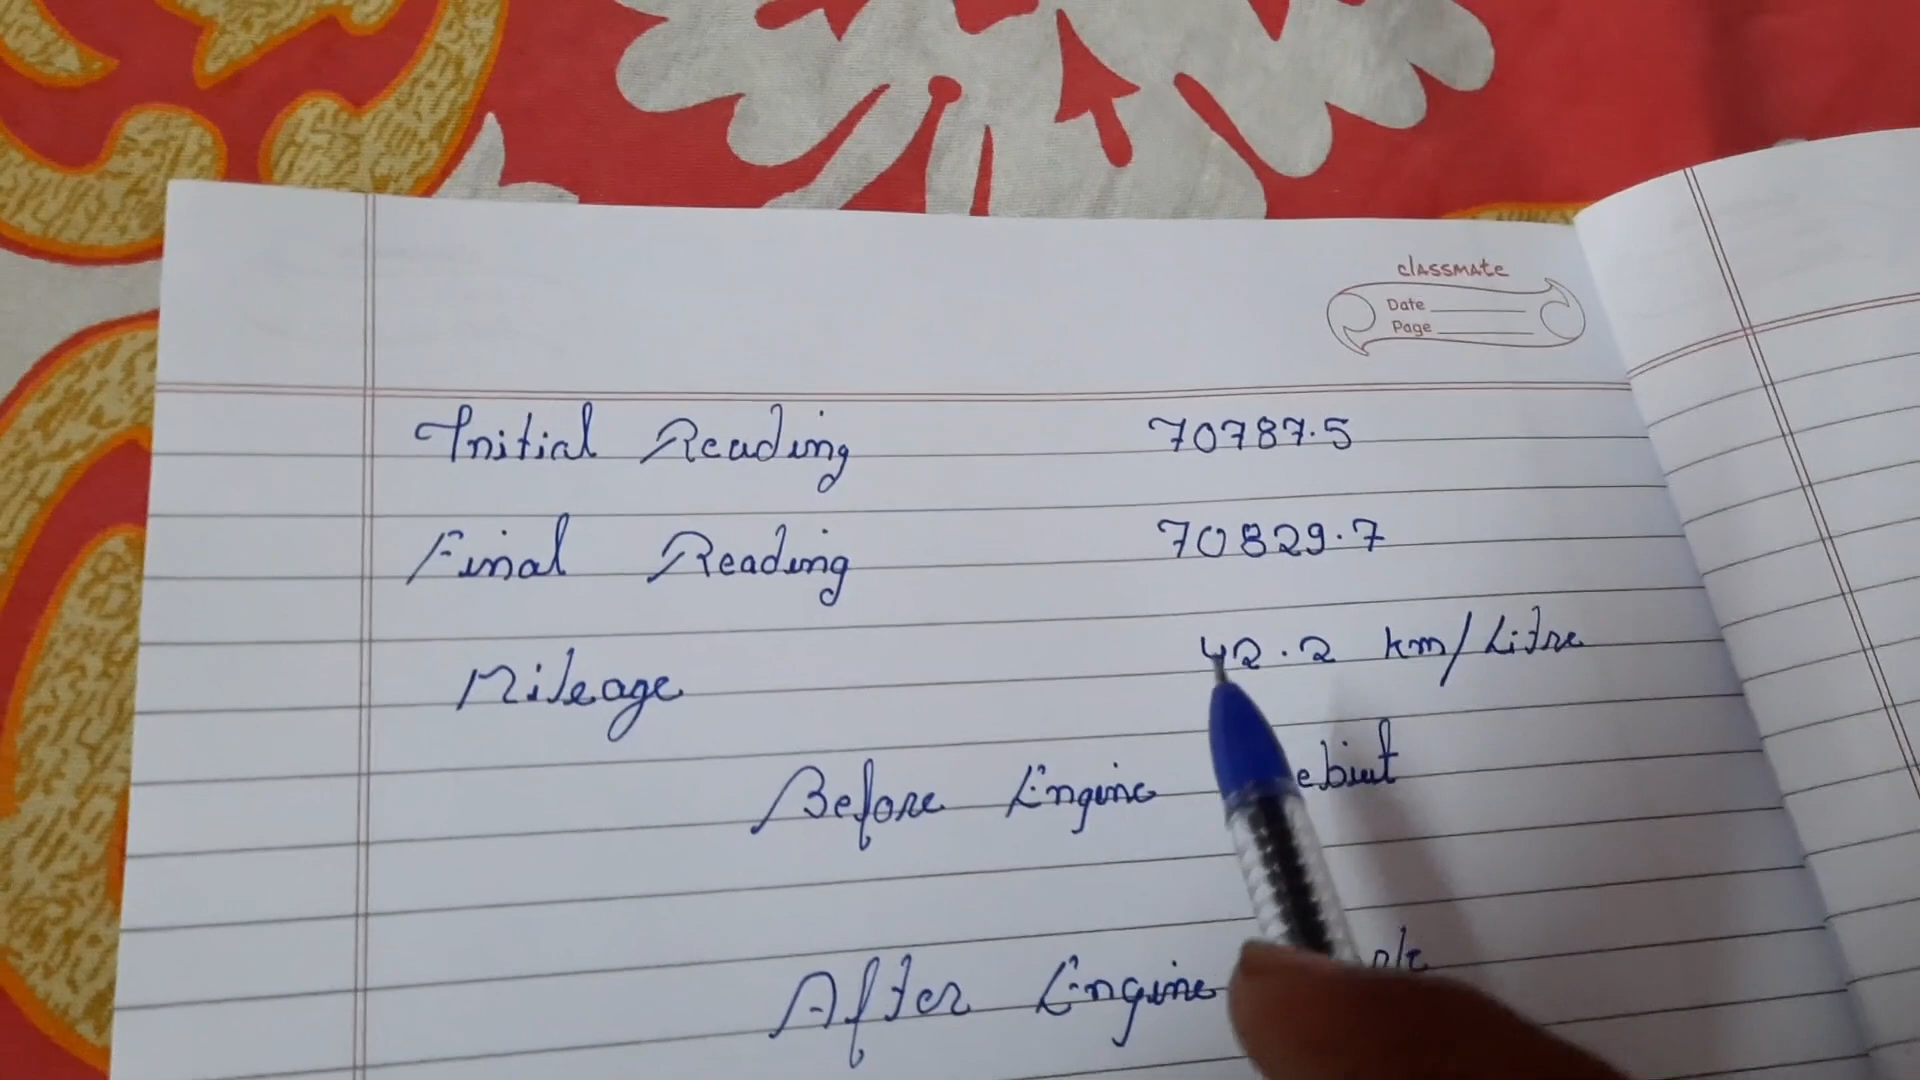 classmate
Date
Page
Initial Reading 70787.5
Final Reading 70829.7
Mileage 42.2 km/Litre
Before Engine
After Engine